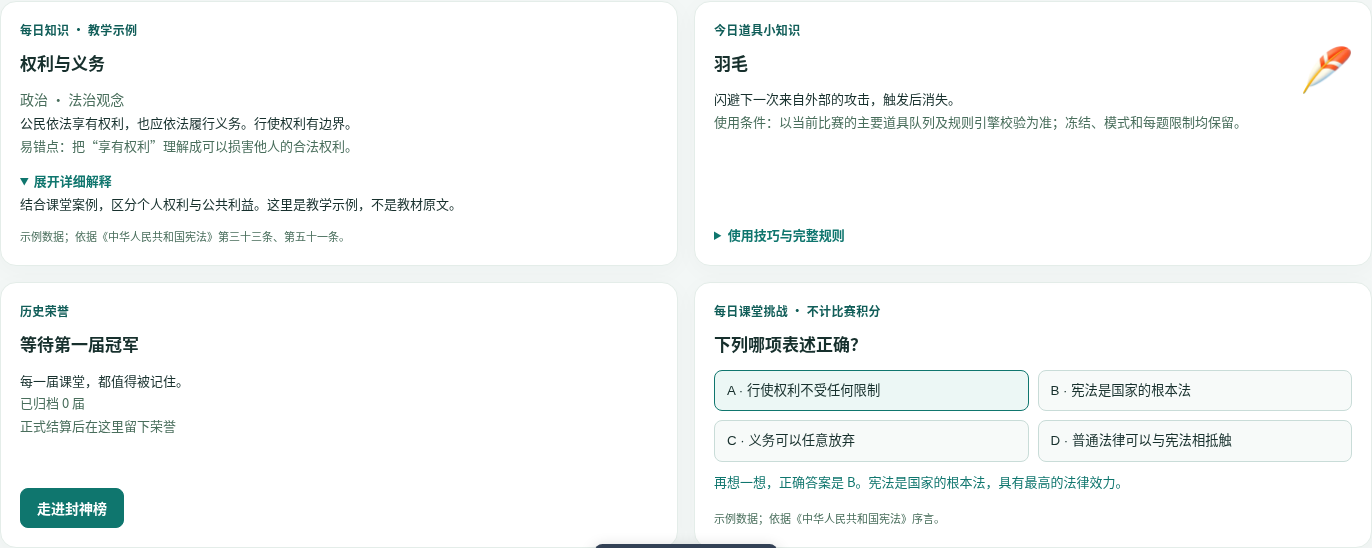 每日知识 · 教学示例
权利与义务
政治 · 法治观念
公民依法享有权利，也应依法履行义务。行使权利有边界。
易错点：把“享有权利”理解成可以损害他人的合法权利。
▼ 展开详细解释
结合课堂案例，区分个人权利与公共利益。这里是教学示例，不是教材原文。
示例数据；依据《中华人民共和国宪法》第三十三条、第五十一条。
今日道具小知识
羽毛
闪避下一次来自外部的攻击，触发后消失。
使用条件：以当前比赛的主要道具队列及规则引擎校验为准；冻结、模式和每题限制均保留。
▶ 使用技巧与完整规则
历史荣誉
等待第一届冠军
每一届课堂，都值得被记住。
已归档 0 届
正式结算后在这里留下荣誉
走进封神榜
每日课堂挑战 · 不计比赛积分
下列哪项表述正确？
A · 行使权利不受任何限制
B · 宪法是国家的根本法
C · 义务可以任意放弃
D · 普通法律可以与宪法相抵触
再想一想，正确答案是 B。宪法是国家的根本法，具有最高的法律效力。
示例数据；依据《中华人民共和国宪法》序言。